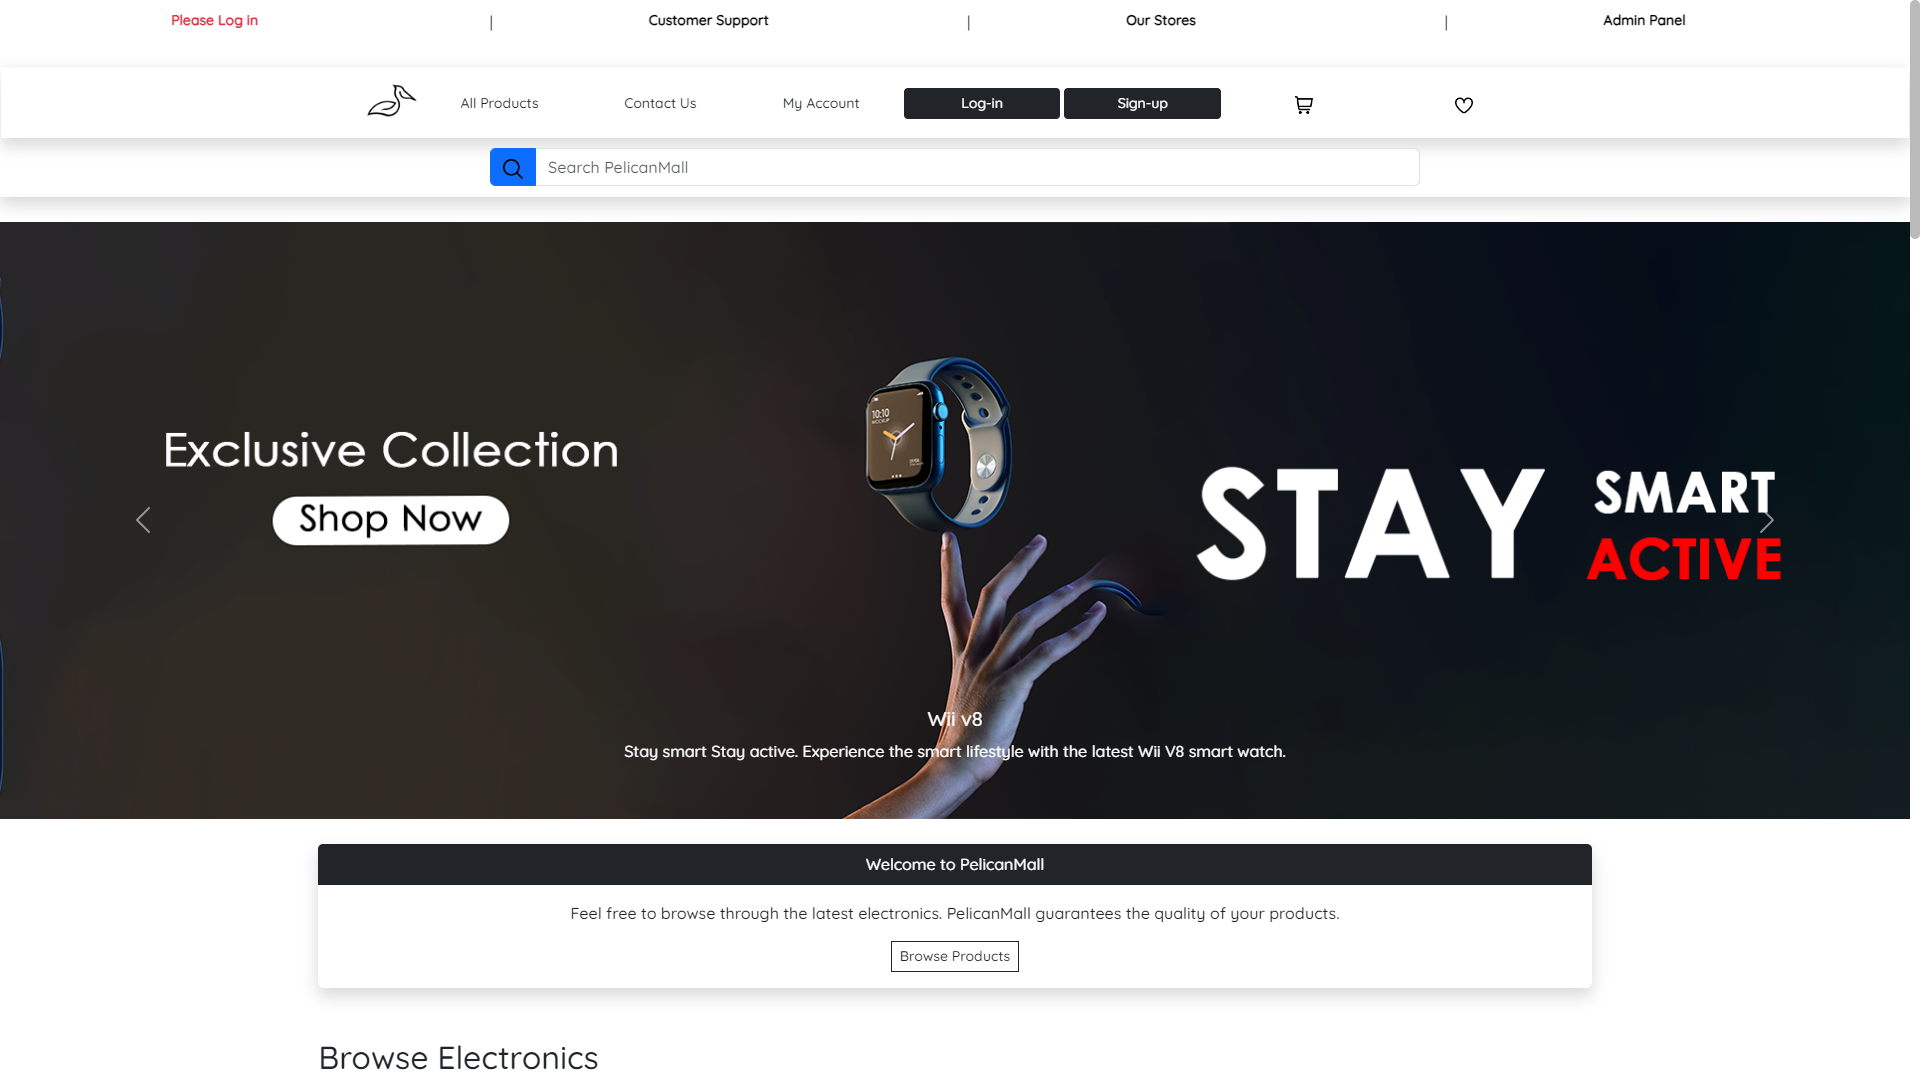 Please Log in | Customer Support | Our Stores | Admin Panel
All Products Contact Us My Account Log-in Sign-up
Search PelicanMall
Exclusive Collection
Shop Now
10:10
MOCKUP
STAY SMART
ACTIVE
Wii v8
Stay smart Stay active. Experience the smart lifestyle with the latest Wii V8 smart watch.
Welcome to PelicanMall
Feel free to browse through the latest electronics. PelicanMall guarantees the quality of your products.
Browse Products
Browse Electronics